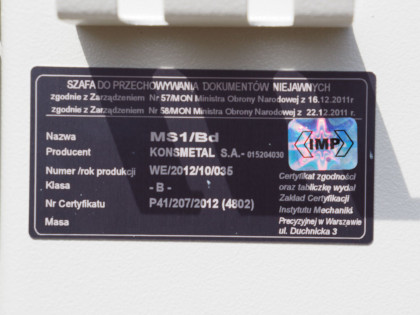 SZAFA DO PRZECHOWYWANIA DOKUMENTÓW NIEJAWNYCH
zgodnie z Zarządzeniem Nr 57/MON Ministra Obrony Narodowej z 16.12.2011r
zgodnie z Zarządzeniem Nr 58/MON Ministra Obrony Narodowej z 22.12.2011 r.
Nazwa MS1/Bd
Producent KONSMETAL S.A.-015204030
IMP
Numer /rok produkcji WE/2012/10/035
Klasa - B -
Nr Certyfikatu P41/207/2012 (4802)
Masa
Certyfikat zgodności
oraz tabliczkę wydał
Zakład Certyfikacji
Instytutu Mechaniki
Precyzyjnej w Warszawie
ul. Duchnicka 3